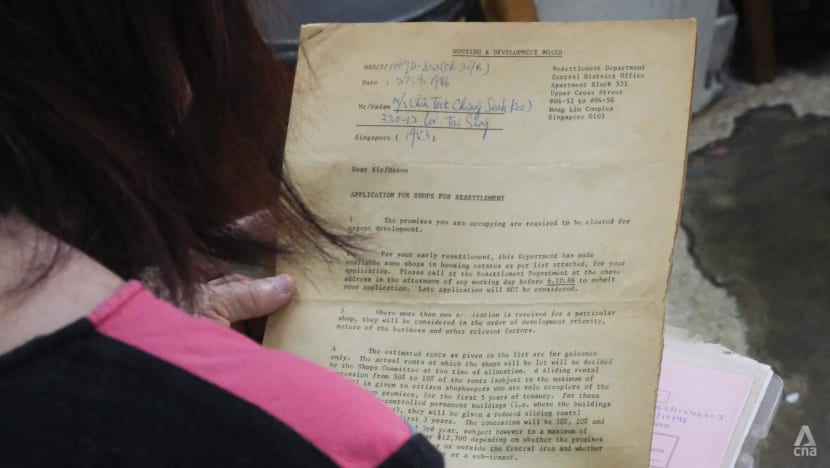 HOUSING & DEVELOPMENT BOARD
Resettlement Department
Central District Office
Apartment Block 531
Upper Cross Street
#04-53 to #04-58
Hong Lim Complex
Singapore 0105
Date . 27.9.1986
Mr/Madam
330-12 Lor. Tai Seng
Singapore ( 1953 )
Dear Sir/Madam
APPLICATION FOR SHOPS FOR RESETTLEMENT
1 The premises you are occupying are required to be cleared for
urgent development.
For your early resettlement, this Department has made
available some shops in housing estates as per list attached, for your
application. Please call at the Resettlement Department at the above
address in the afternoon of any working day before 6.10.86 to submit
your application. Late application will NOT be considered.
3 Where more than one application is received for a particular
shop, they will be considered in the order of development priority,
nature of the business and other relevant factors.
4 The estimated rents as given in the list are for guidance
only. The actual rents at which the shops will be let will be decided
by the Shops Committee at the time of allocation. A sliding rental
from 50% to 10% of the rents (subject to the maximum of
is given to citizen shopkeepers who are sole occupiers of the
premises, for the first 5 years of tenancy. For those
controlled permanent buildings (i.e. where the buildings
they will be given a reduced sliding rental
first 3 years. The concession will be 30%, 20% and
3rd year, subject however to a maximum of
$12,700 depending on whether the premises
or outside the Central Area and whether
or a sub-tenant.
cna